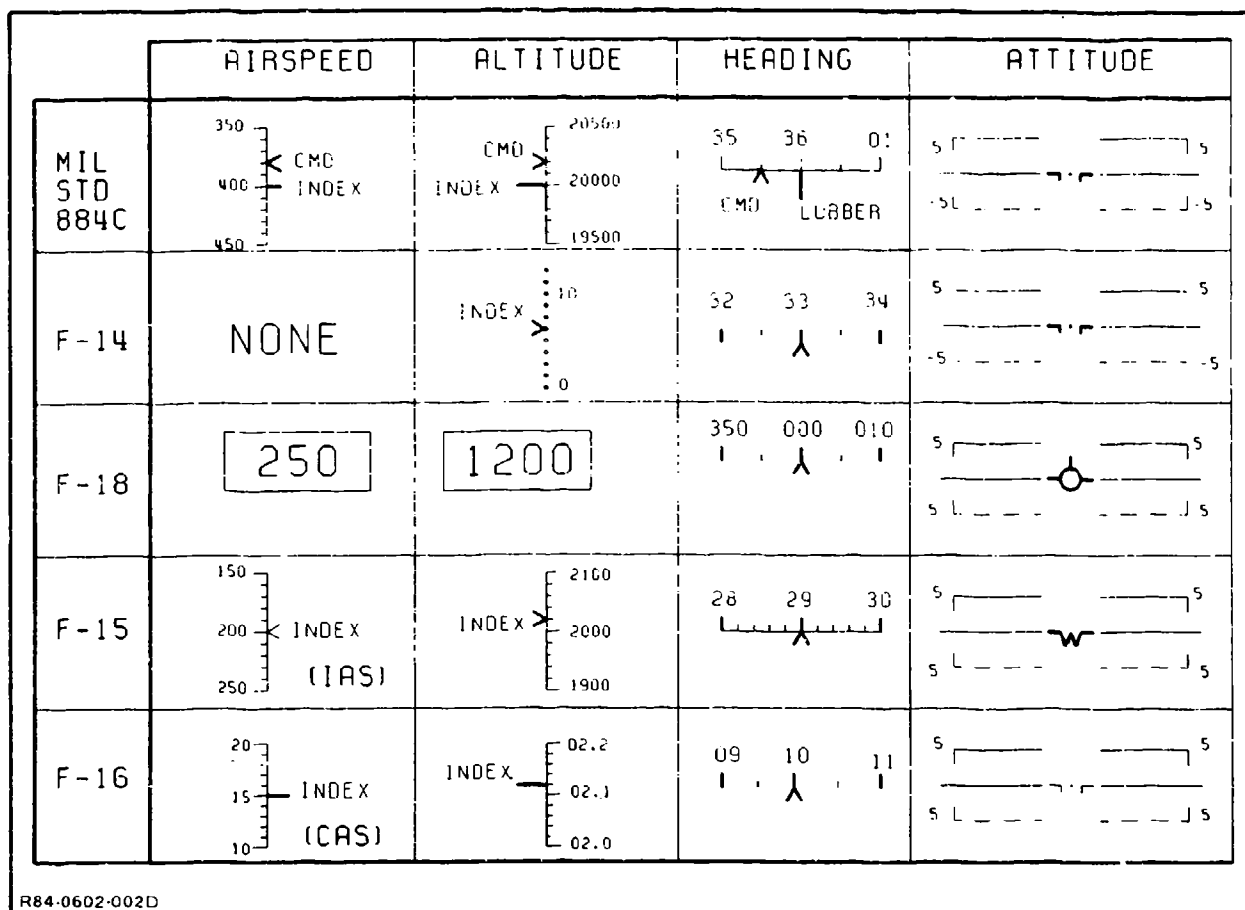 AIRSPEED ALTITUDE HEADING ATTITUDE
MIL STD 884C
350
CMD
400 INDEX
450
20500
CMD
INDEX 20000
19500
35 36 01
CMD LUBBER
5 5
-5 -5
F-14
NONE
10
INDEX
0
32 33 34
5 5
-5 -5
F-18
250
1200
350 000 010
5 5
5 5
F-15
150
200 INDEX
250 (IAS)
2100
INDEX
2000
1900
28 29 30
5 5
5 5
F-16
20
15 INDEX
10 (CAS)
02.2
INDEX
02.1
02.0
09 10 11
5 5
5 5
R84-0602-002D